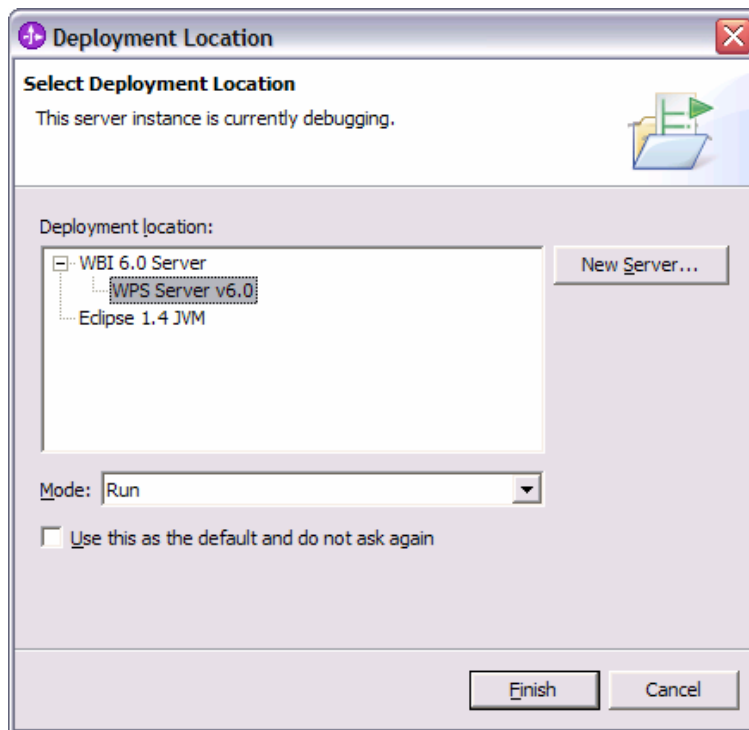 Deployment Location
Select Deployment Location
This server instance is currently debugging.
Deployment location:
WBI 6.0 Server
New Server...
WPS Server v6.0
Eclipse 1.4 JVM
Mode: Run
Use this as the default and do not ask again
Finish Cancel